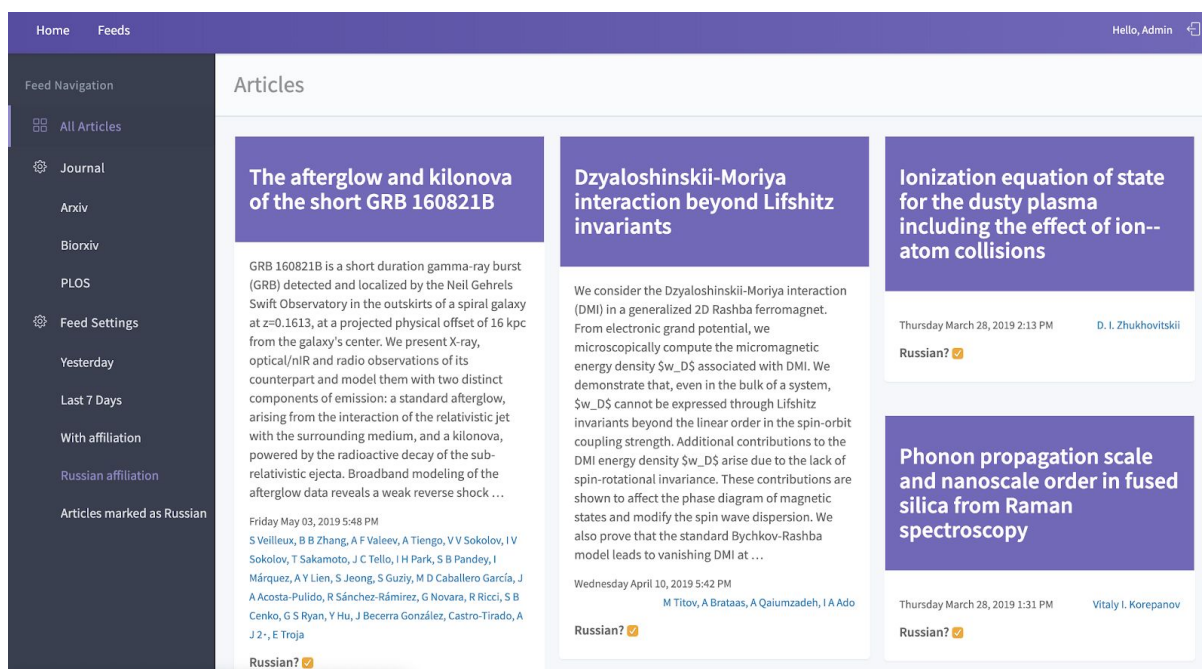 Home Feeds
Hello, Admin
Feed Navigation
All Articles
Journal
Arxiv
Biorxiv
PLOS
Feed Settings
Yesterday
Last 7 Days
With affiliation
Russian affiliation
Articles marked as Russian
Articles
The afterglow and kilonova
of the short GRB 160821B
GRB 160821B is a short duration gamma-ray burst
(GRB) detected and localized by the Neil Gehrels
Swift Observatory in the outskirts of a spiral galaxy
at z=0.1613, at a projected physical offset of 16 kpc
from the galaxy's center. We present X-ray,
optical/nIR and radio observations of its
counterpart and model them with two distinct
components of emission: a standard afterglow,
arising from the interaction of the relativistic jet
with the surrounding medium, and a kilonova,
powered by the radioactive decay of the sub-
relativistic ejecta. Broadband modeling of the
afterglow data reveals a weak reverse shock …
Friday May 03, 2019 5:48 PM
S Veilleux, B B Zhang, A F Valeev, A Tiengo, V V Sokolov, I V
Sokolov, T Sakamoto, J C Tello, I H Park, S B Pandey, I
Márquez, A Y Lien, S Jeong, S Guziy, M D Caballero García, J
A Acosta-Pulido, R Sánchez-Rámirez, G Novara, R Ricci, S B
Cenko, G S Ryan, Y Hu, J Becerra González, Castro-Tirado, A
J 2-, E Troja
Russian?
Dzyaloshinskii-Moriya
interaction beyond Lifshitz
invariants
We consider the Dzyaloshinskii-Moriya interaction
(DMI) in a generalized 2D Rashba ferromagnet.
From electronic grand potential, we
microscopically compute the micromagnetic
energy density $w_D$ associated with DMI. We
demonstrate that, even in the bulk of a system,
$w_D$ cannot be expressed through Lifshitz
invariants beyond the linear order in the spin-orbit
coupling strength. Additional contributions to the
DMI energy density $w_D$ arise due to the lack of
spin-rotational invariance. These contributions are
shown to affect the phase diagram of magnetic
states and modify the spin wave dispersion. We
also prove that the standard Bychkov-Rashba
model leads to vanishing DMI at …
Wednesday April 10, 2019 5:42 PM
M Titov, A Brataas, A Qaiumzadeh, I A Ado
Russian?
Ionization equation of state
for the dusty plasma
including the effect of ion--
atom collisions
Thursday March 28, 2019 2:13 PM D. I. Zhukhovitskii
Russian?
Phonon propagation scale
and nanoscale order in fused
silica from Raman
spectroscopy
Thursday March 28, 2019 1:31 PM Vitaly I. Korepanov
Russian?